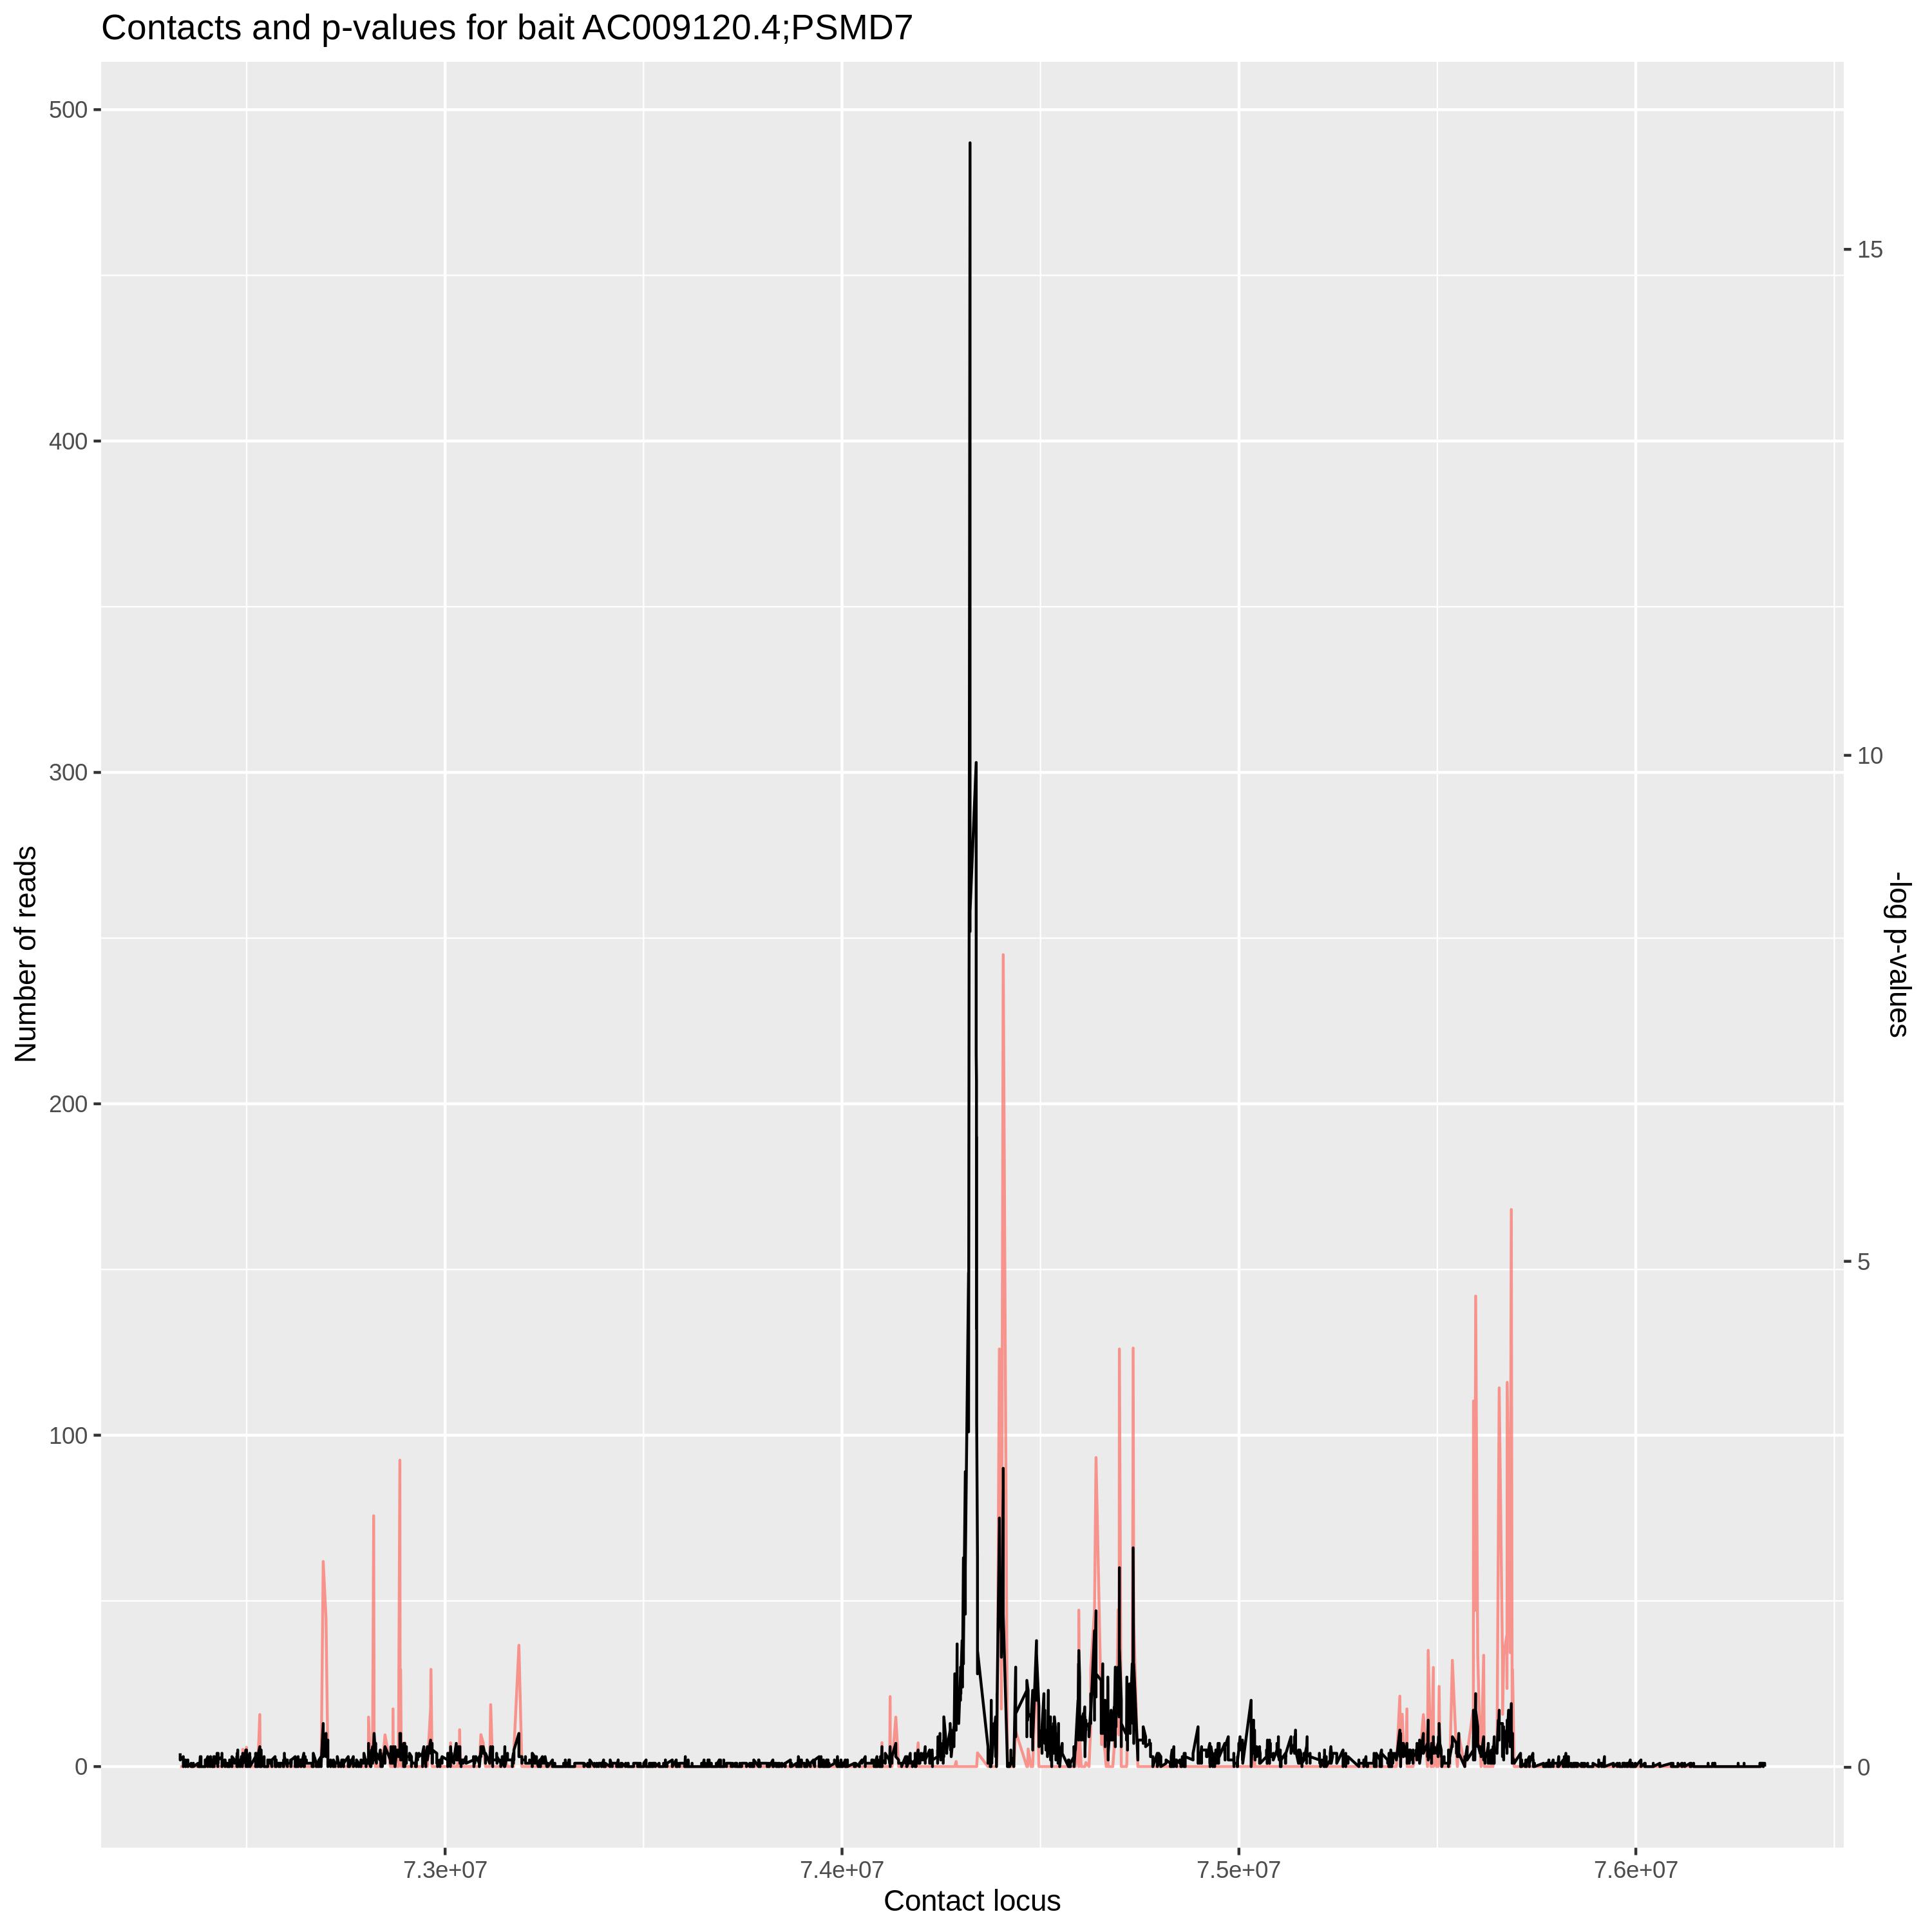 Contacts and p-values for bait AC009120.4;PSMD7
500
400
300
200
100
0
Number of reads
15
10
5
0
-log p-values
7.3e+07
7.4e+07
7.5e+07
7.6e+07
Contact locus